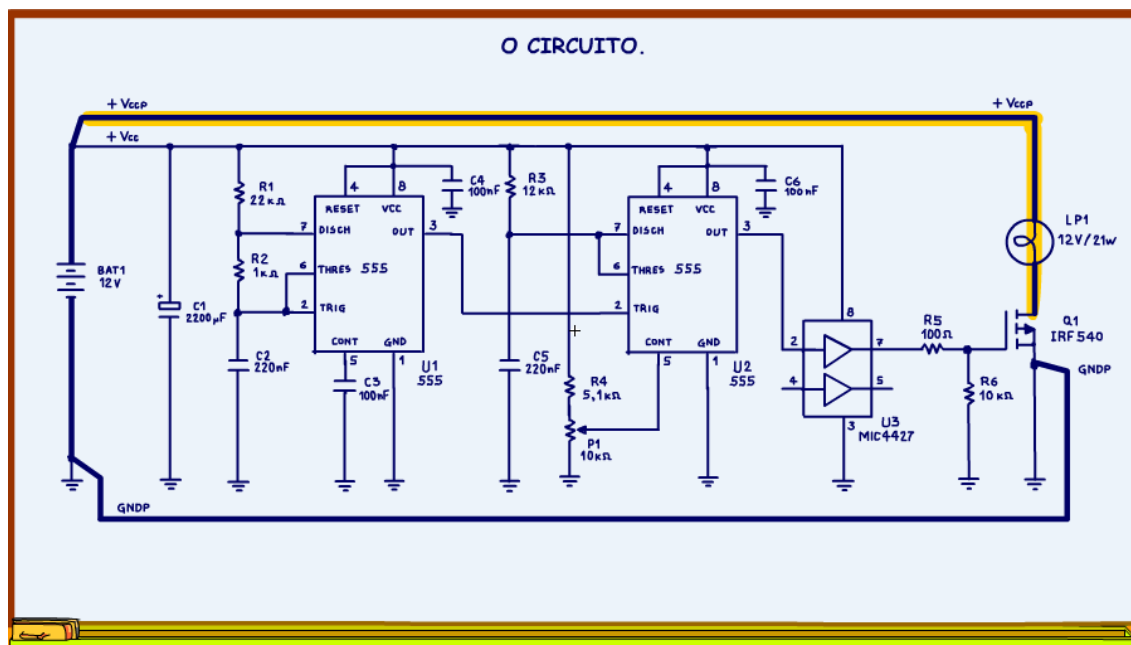 O CIRCUITO.
+ VCCP
+ VCCP
+ VCC
R1
22KΩ
R2
1KΩ
BAT1
12V
+
C1
2200µF
C2
220nF
4
8
RESET
VCC
7
DISCH
OUT
3
6
THRES
555
2
TRIG
CONT
GND
5
1
U1
555
C3
100nF
C4
100nF
R3
12KΩ
C5
220nF
R4
5,1KΩ
P1
10KΩ
4
8
RESET
VCC
7
DISCH
OUT
3
6
THRES
555
2
TRIG
CONT
GND
5
1
U2
555
C6
100nF
8
2
7
4
5
3
U3
MIC4427
R5
100Ω
R6
10KΩ
LP1
12V/21W
Q1
IRF540
GNDP
GNDP